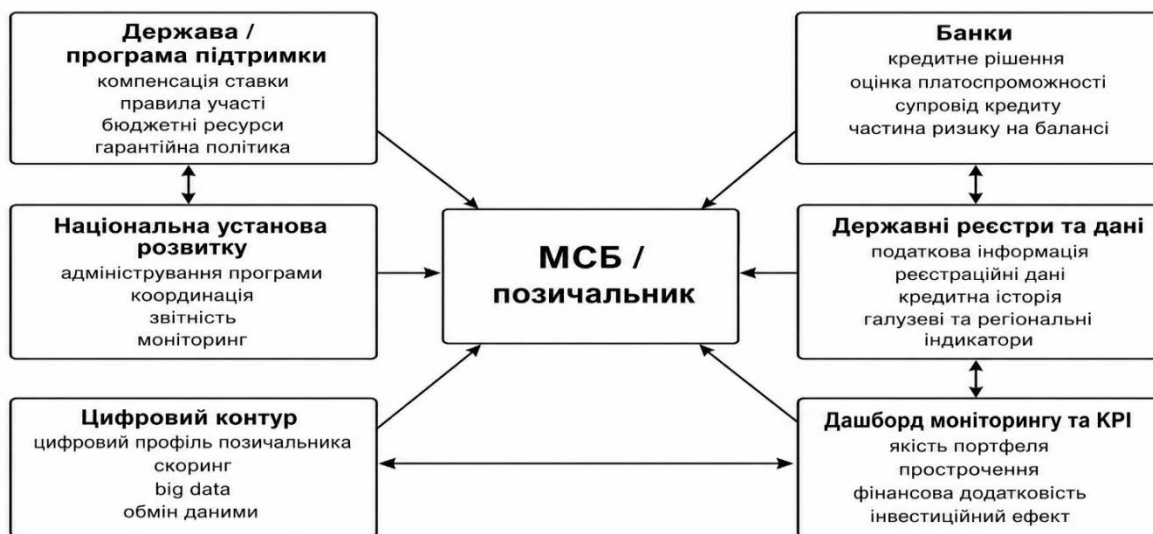 Держава /
програма підтримки
компенсація ставки
правила участі
бюджетні ресурси
гарантійна політика
Банки
кредитне рішення
оцінка платоспроможності
супровід кредиту
частина ризцку на балансі
Національна установа
розвитку
адміністрування програми
координація
звітність
моніторинг
МСБ /
позичальник
Державні реєстри та дані
податкова інформація
реєстраційні дані
кредитна історія
галузеві та регіональні
індикатори
Цифровий контур
цифровий профіль позичальника
скоринг
big data
обмін даними
Дашборд моніторингу та KPI
якість портфеля
прострочення
фінансова додатковість
інвестиційний ефект